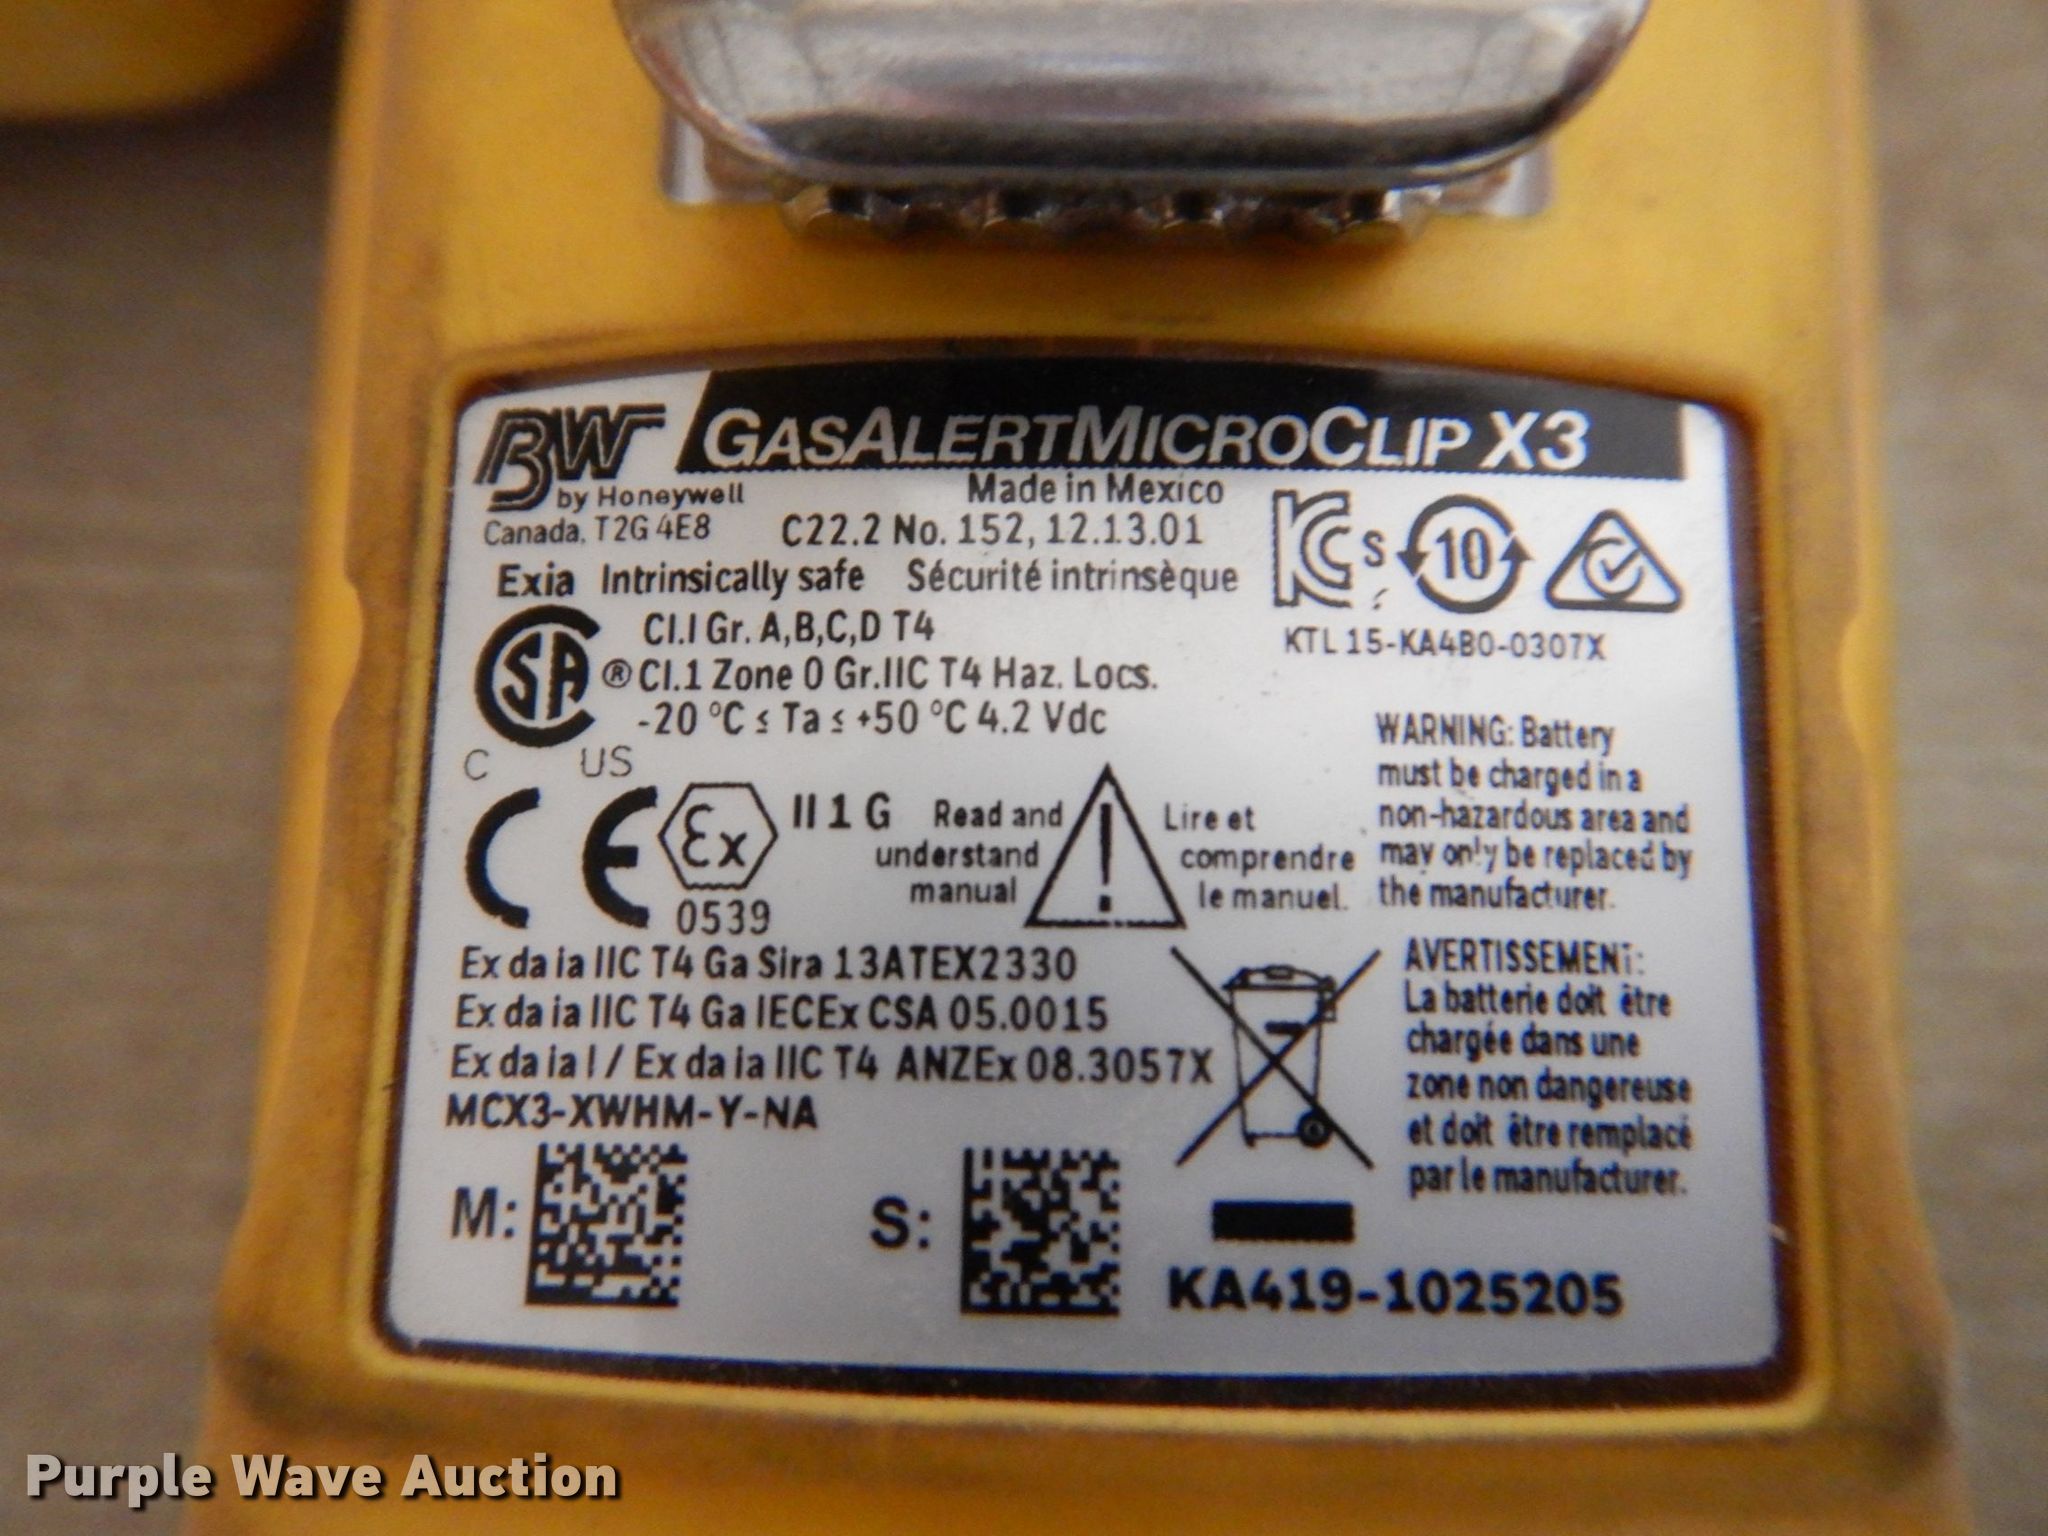 BW GASALERTMICROCLIP X3
by Honeywell
Made in Mexico
Canada, T2G 4E8
C22.2 No. 152, 12.13.01
Exia Intrinsically safe Sécurité intrinsèque
KC s
10
KTL 15-KA4B0-0307X
CSA ®
C US
Cl.I Gr. A,B,C,D T4
Cl.1 Zone 0 Gr.IIC T4 Haz. Locs.
-20 °C ≤ Ta ≤ +50 °C 4.2 Vdc
CE Ex II 1 G
0539
Read and
understand
manual
!
Lire et
comprendre
le manuel.
WARNING: Battery
must be charged in a
non-hazardous area and
may only be replaced by
the manufacturer.
AVERTISSEMENT:
La batterie doit être
chargée dans une
zone non dangereuse
et doit être remplacé
par le manufacturer.
Ex da ia IIC T4 Ga Sira 13ATEX2330
Ex da ia IIC T4 Ga IECEx CSA 05.0015
Ex da ia I / Ex da ia IIC T4 ANZEx 08.3057X
MCX3-XWHM-Y-NA
M: S:
KA419-1025205
Purple Wave Auction